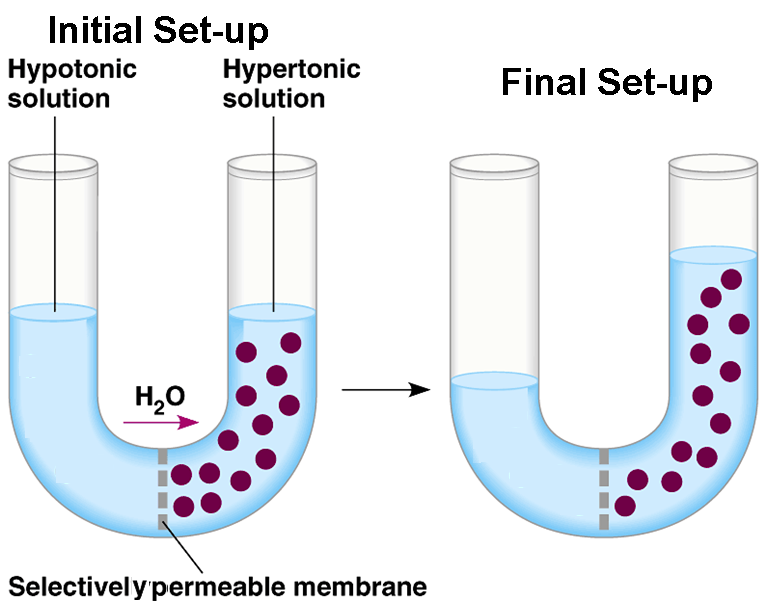 Initial Set-up
Hypotonic
solution
Hypertonic
solution
Final Set-up
H₂O
Selectively permeable membrane